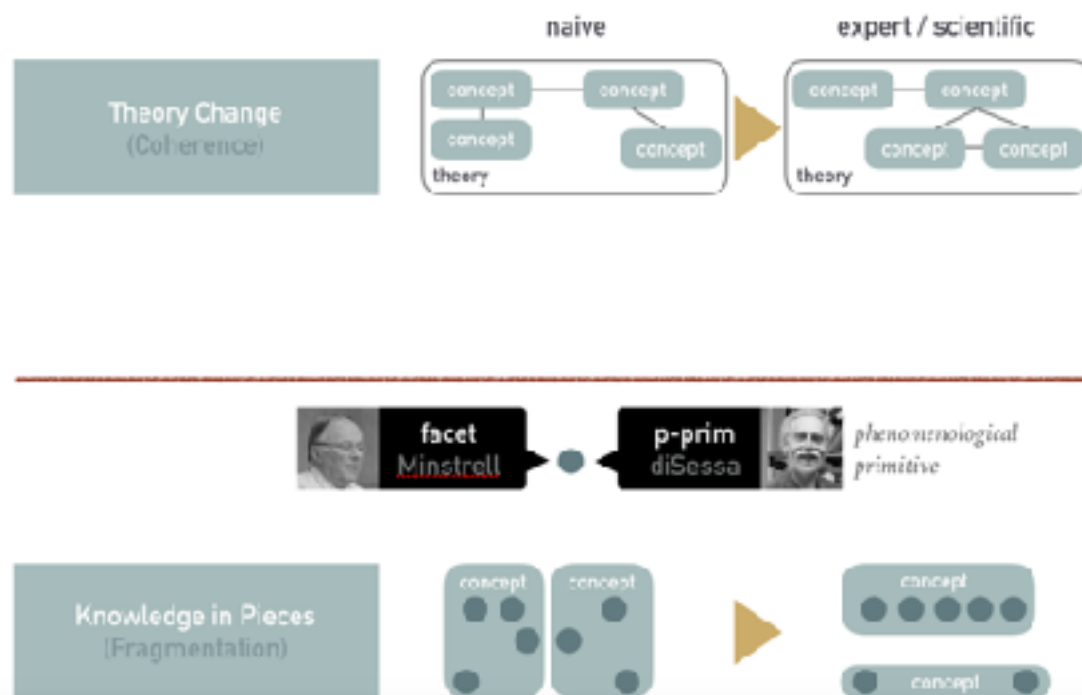 naive
expert / scientific
Theory Change
(Coherence)
concept
concept
concept
concept
theory
concept
concept
concept
concept
theory
facet
Minstrell
p-prim
diSessa
phenomenological
primitive
Knowledge in Pieces
(Fragmentation)
concept
concept
concept
concept